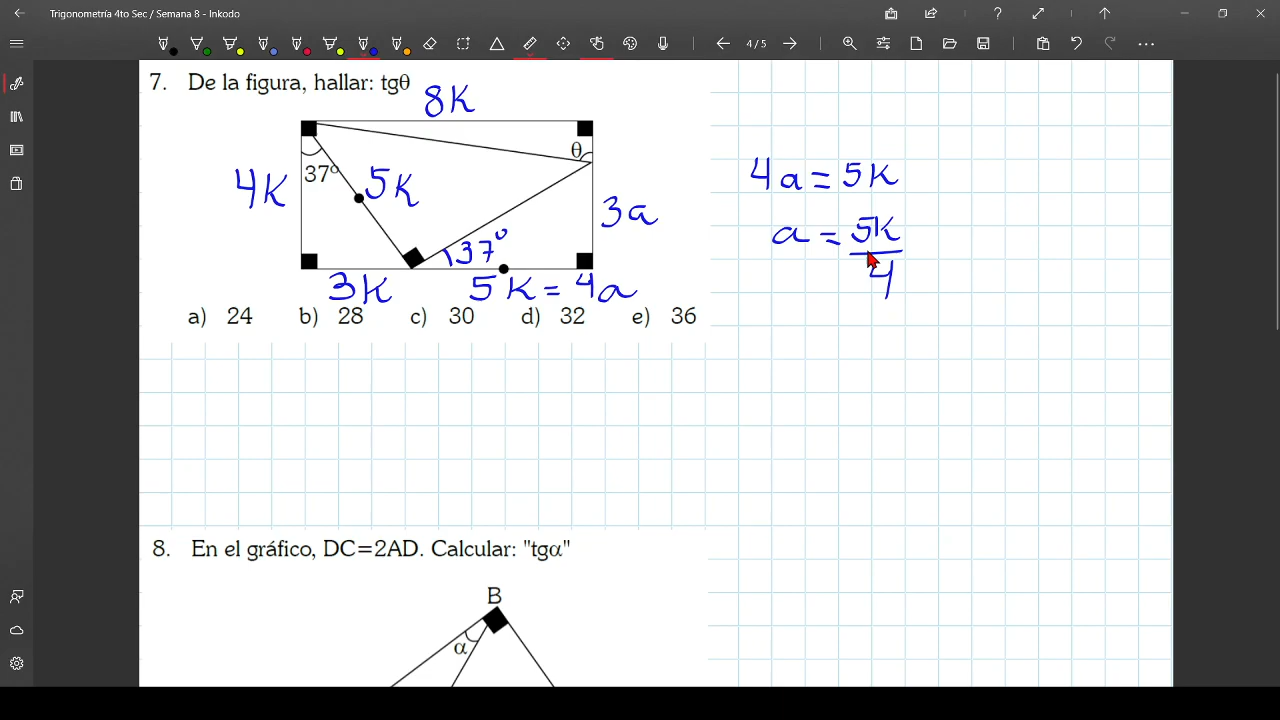 Trigonometría 4to Sec / Semana 8 - Inkodo
4/5
7. De la figura, hallar: tgθ
8K
θ
37º
4K
5K
4a = 5K
3a
a = 5K
4
37º
3K
5K = 4a
a) 24 b) 28 c) 30 d) 32 e) 36
8. En el gráfico, DC=2AD. Calcular: "tgα"
B
α